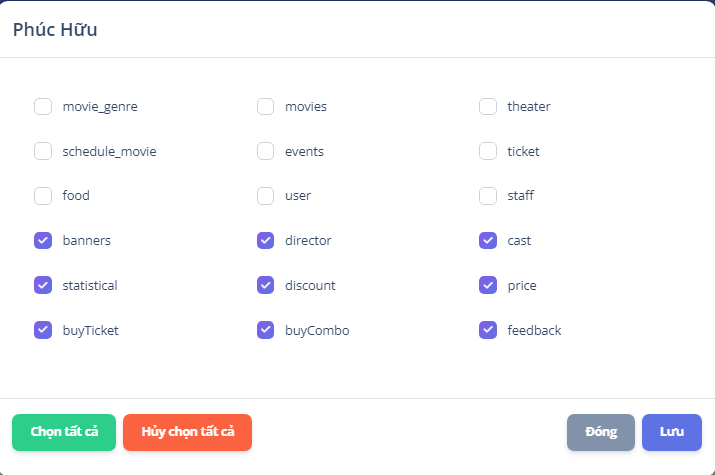 Phúc Hữu
movie_genre movies theater
schedule_movie events ticket
food user staff
banners director cast
statistical discount price
buyTicket buyCombo feedback
Chọn tất cả Hủy chọn tất cả Đóng Lưu